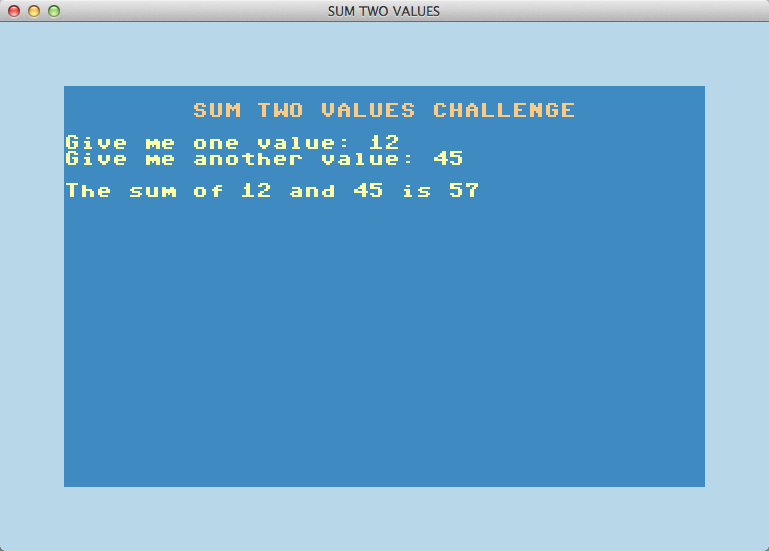 SUM TWO VALUES
SUM TWO VALUES CHALLENGE
Give me one value: 12
Give me another value: 45
The sum of 12 and 45 is 57